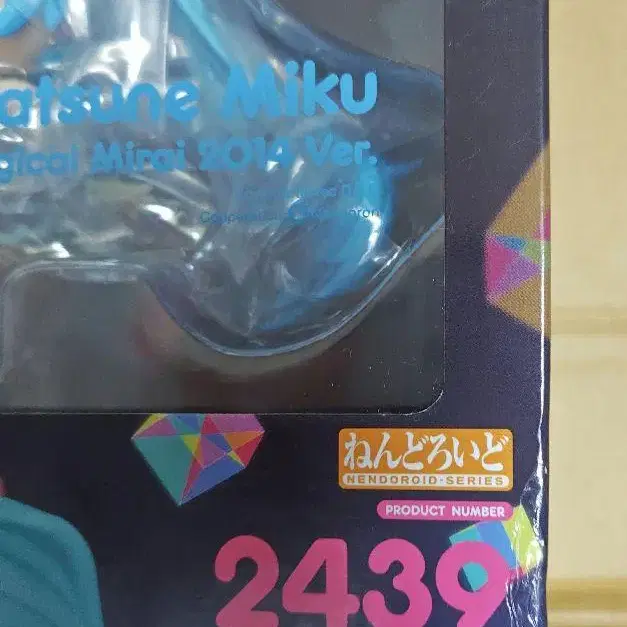 atsune Miku
gical Mirai 2014 Ver.
ねんどろいど
NENDOROID SERIES
PRODUCT NUMBER
2439